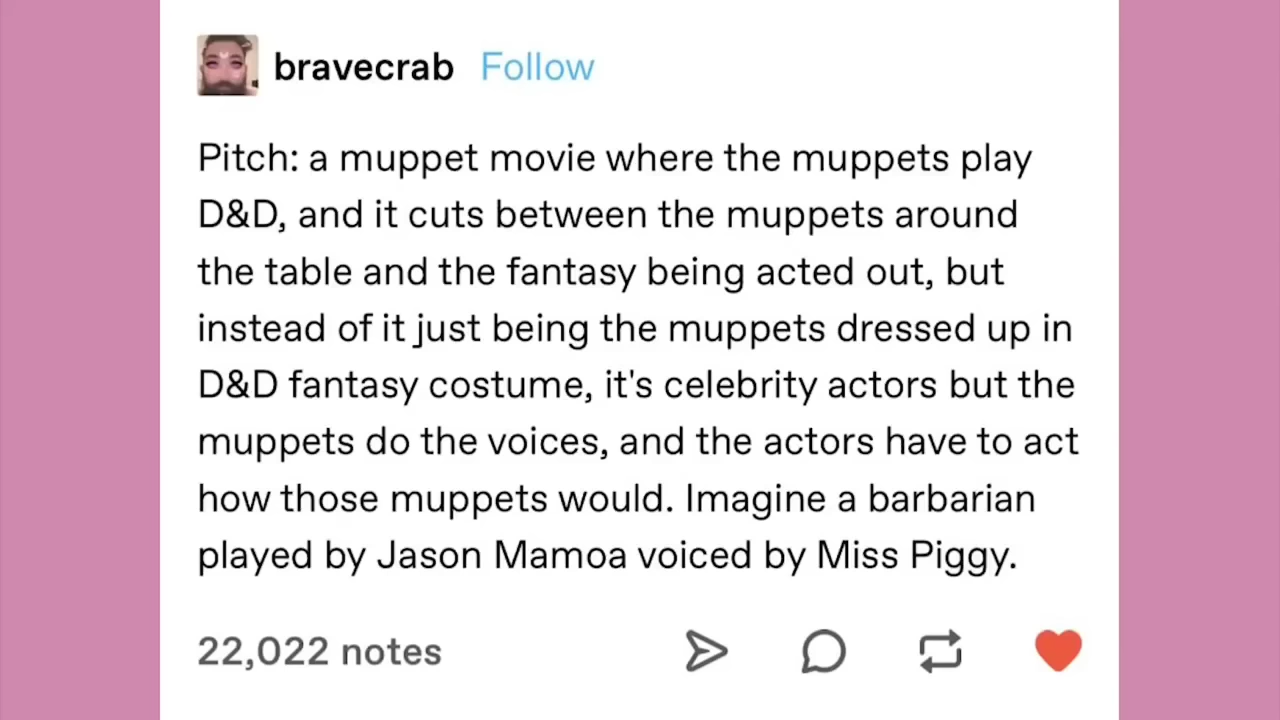 bravecrab Follow
Pitch: a muppet movie where the muppets play
D&D, and it cuts between the muppets around
the table and the fantasy being acted out, but
instead of it just being the muppets dressed up in
D&D fantasy costume, it's celebrity actors but the
muppets do the voices, and the actors have to act
how those muppets would. Imagine a barbarian
played by Jason Mamoa voiced by Miss Piggy.
22,022 notes